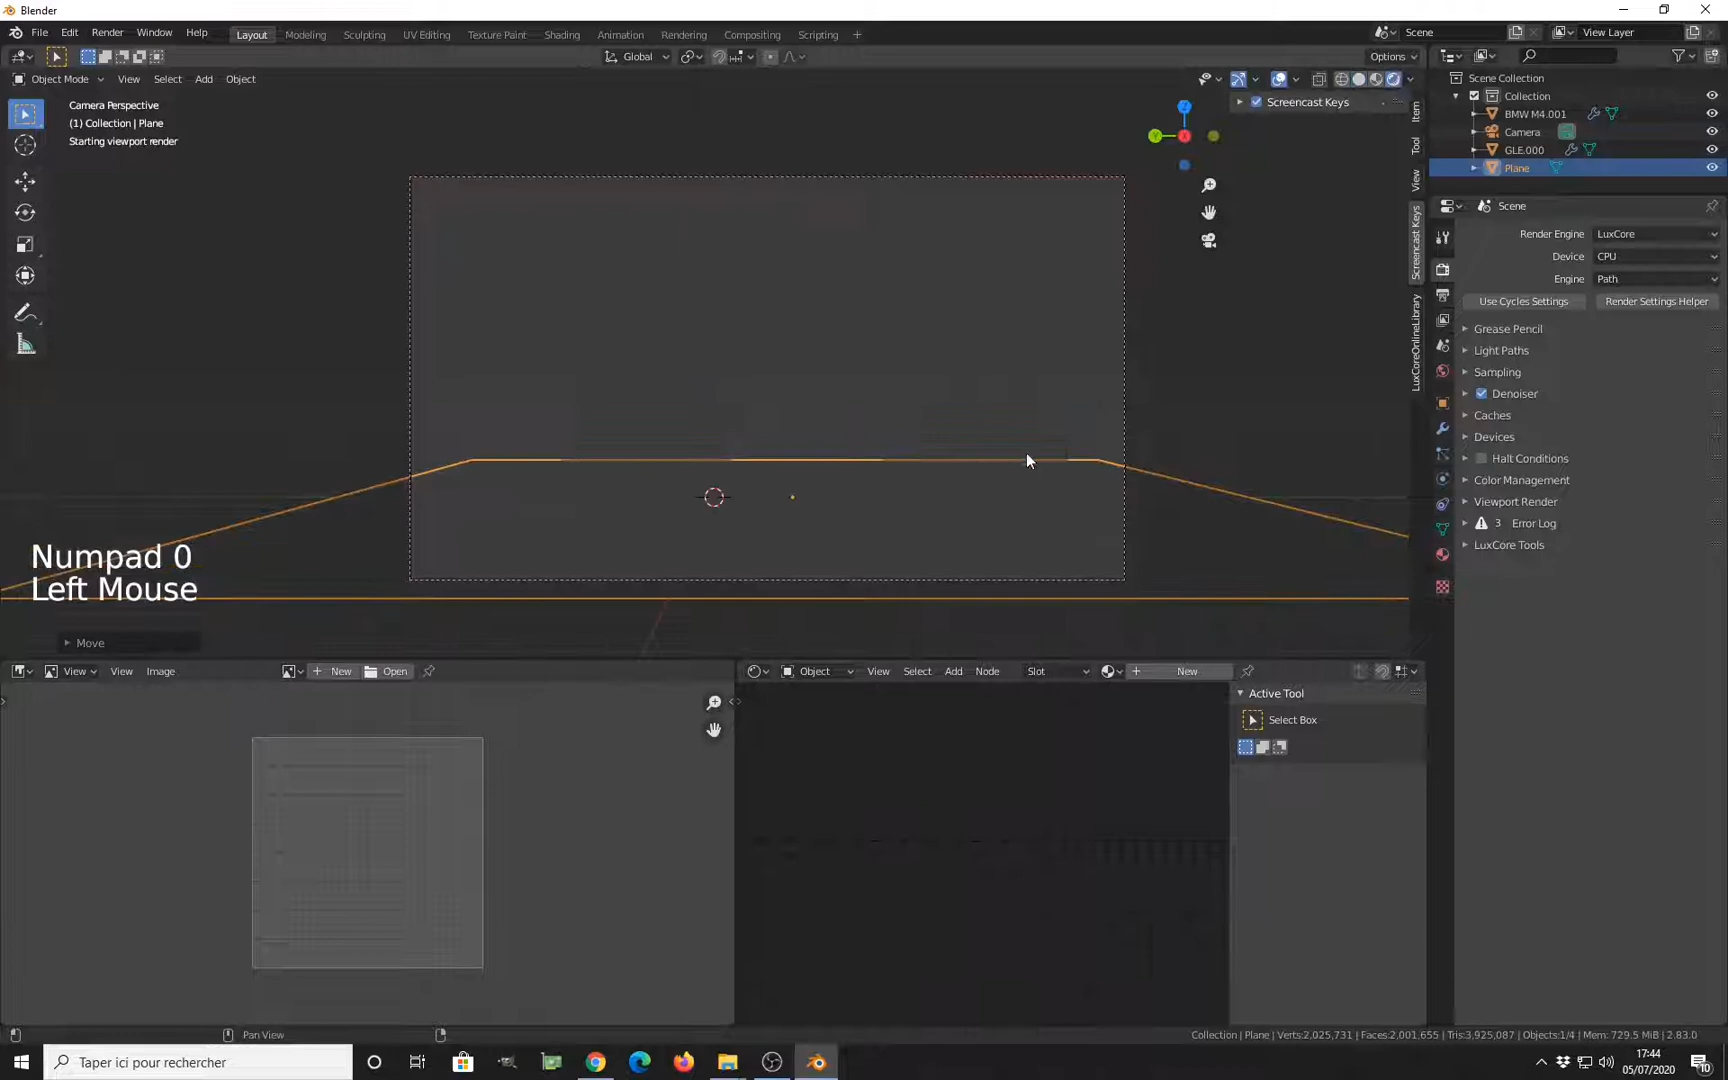 Blender
File Edit Render Window Help
Layout Modeling Sculpting UV Editing Texture Paint Shading Animation Rendering Compositing Scripting +
Scene
View Layer
Global
Options
Object Mode View Select Add Object
Camera Perspective
(1) Collection | Plane
Starting viewport render
Screencast Keys
Z
Y
X
Item
Tool
View
Screencast Keys
LuxCoreOnlineLibrary
Scene Collection
Collection
BMW M4.001
Camera
GLE.000
Plane
Scene
Render Engine LuxCore
Device CPU
Engine Path
Use Cycles Settings Render Settings Helper
Grease Pencil
Light Paths
Sampling
Denoiser
Caches
Devices
Halt Conditions
Color Management
Viewport Render
3 Error Log
LuxCore Tools
Numpad 0
Left Mouse
Move
View View Image + New Open
Object View Select Add Node Slot + New
Active Tool
Select Box
Pan View
Collection | Plane | Verts:2,025,731 | Faces:2,001,655 | Tris:3,925,087 | Objects:1/4 | Mem: 729.5 MiB | 2.83.0
Taper ici pour rechercher
17:44
05/07/2020
10